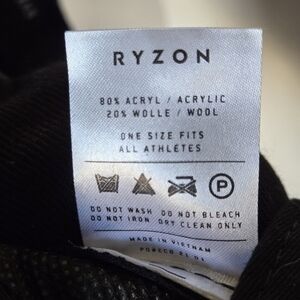 RYZON
80% ACRYL / ACRYLIC
20% WOLLE / WOOL
ONE SIZE FITS
ALL ATHLETES
P
DO NOT WASH DO NOT BLEACH
DO NOT IRON DRY CLEAN ONLY
MADE IN VIETNAM